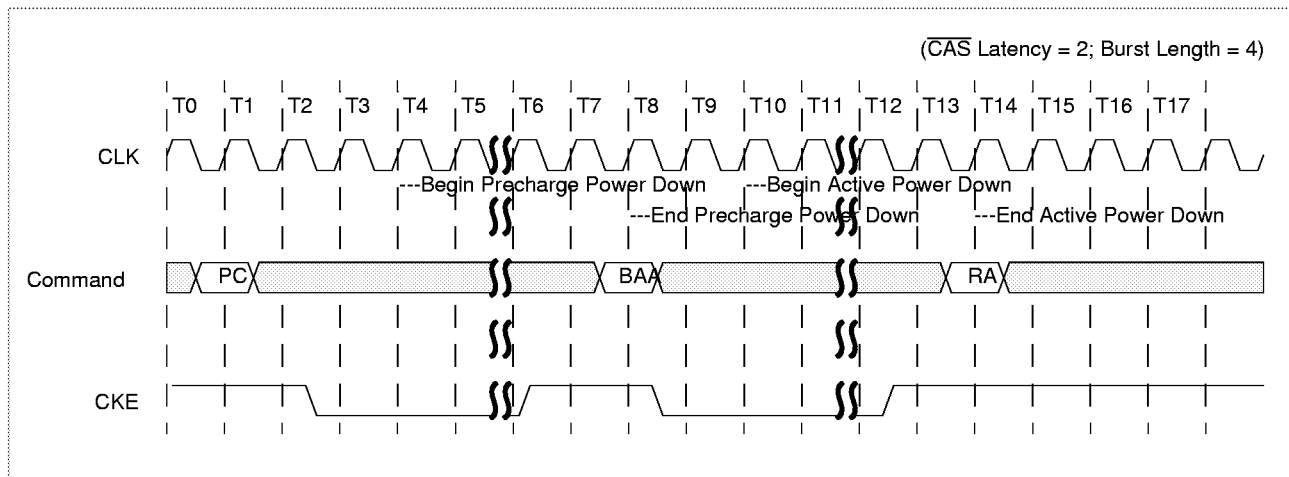 (CAS Latency = 2; Burst Length = 4)
T0 T1 T2 T3 T4 T5 T6 T7 T8 T9 T10 T11 T12 T13 T14 T15 T16 T17
CLK
---Begin Precharge Power Down ---Begin Active Power Down
---End Precharge Power Down ---End Active Power Down
Command PC BAA RA
CKE